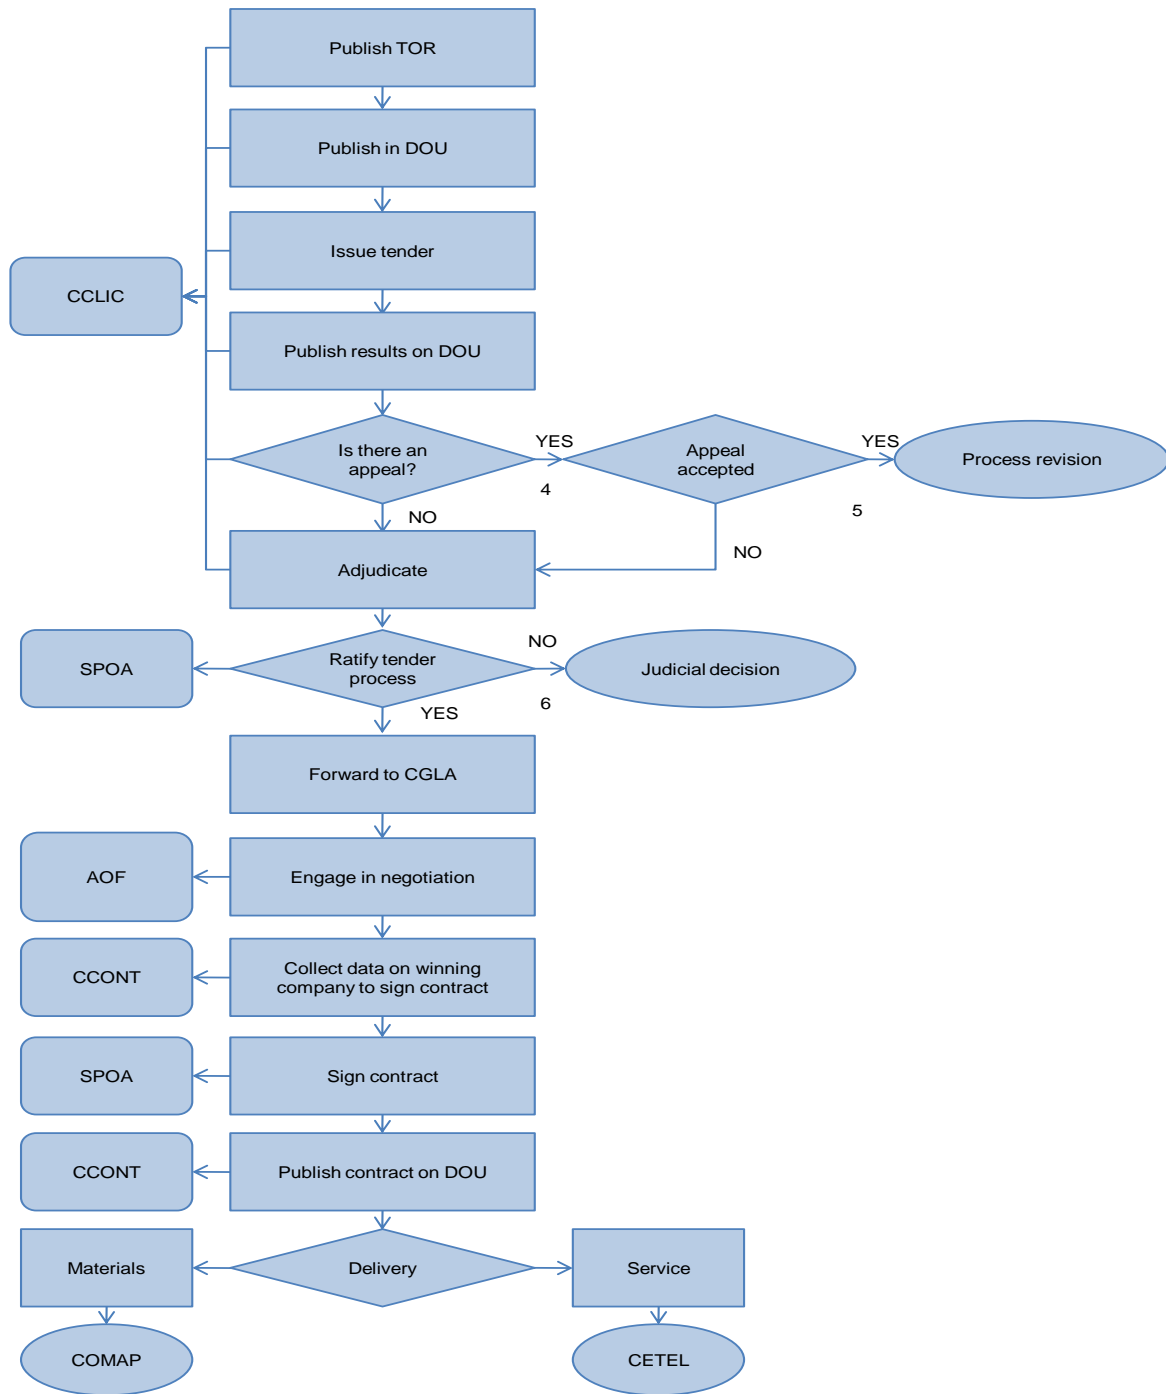 Publish TOR
Publish in DOU
Issue tender
CCLIC
Publish results on DOU
Is there an
appeal?
YES
4
Appeal
accepted
YES
5
Process revision
NO
NO
Adjudicate
SPOA
Ratify tender
process
NO
6
Judicial decision
YES
Forward to CGLA
AOF
Engage in negotiation
CCONT
Collect data on winning
company to sign contract
SPOA
Sign contract
CCONT
Publish contract on DOU
Materials
Delivery
Service
COMAP
CETEL